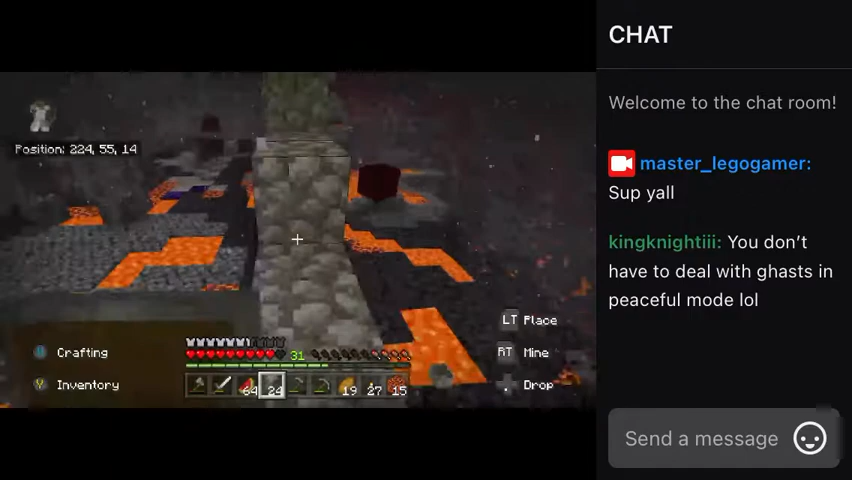 CHAT
Welcome to the chat room!
master_legogamer:
Sup yall
kingknightiii: You don't
have to deal with ghasts in
peaceful mode lol
Send a message
Position: 224, 55, 14
LT Place
RT Mine
Drop
Crafting
Y Inventory
31
64 24 19 27 15